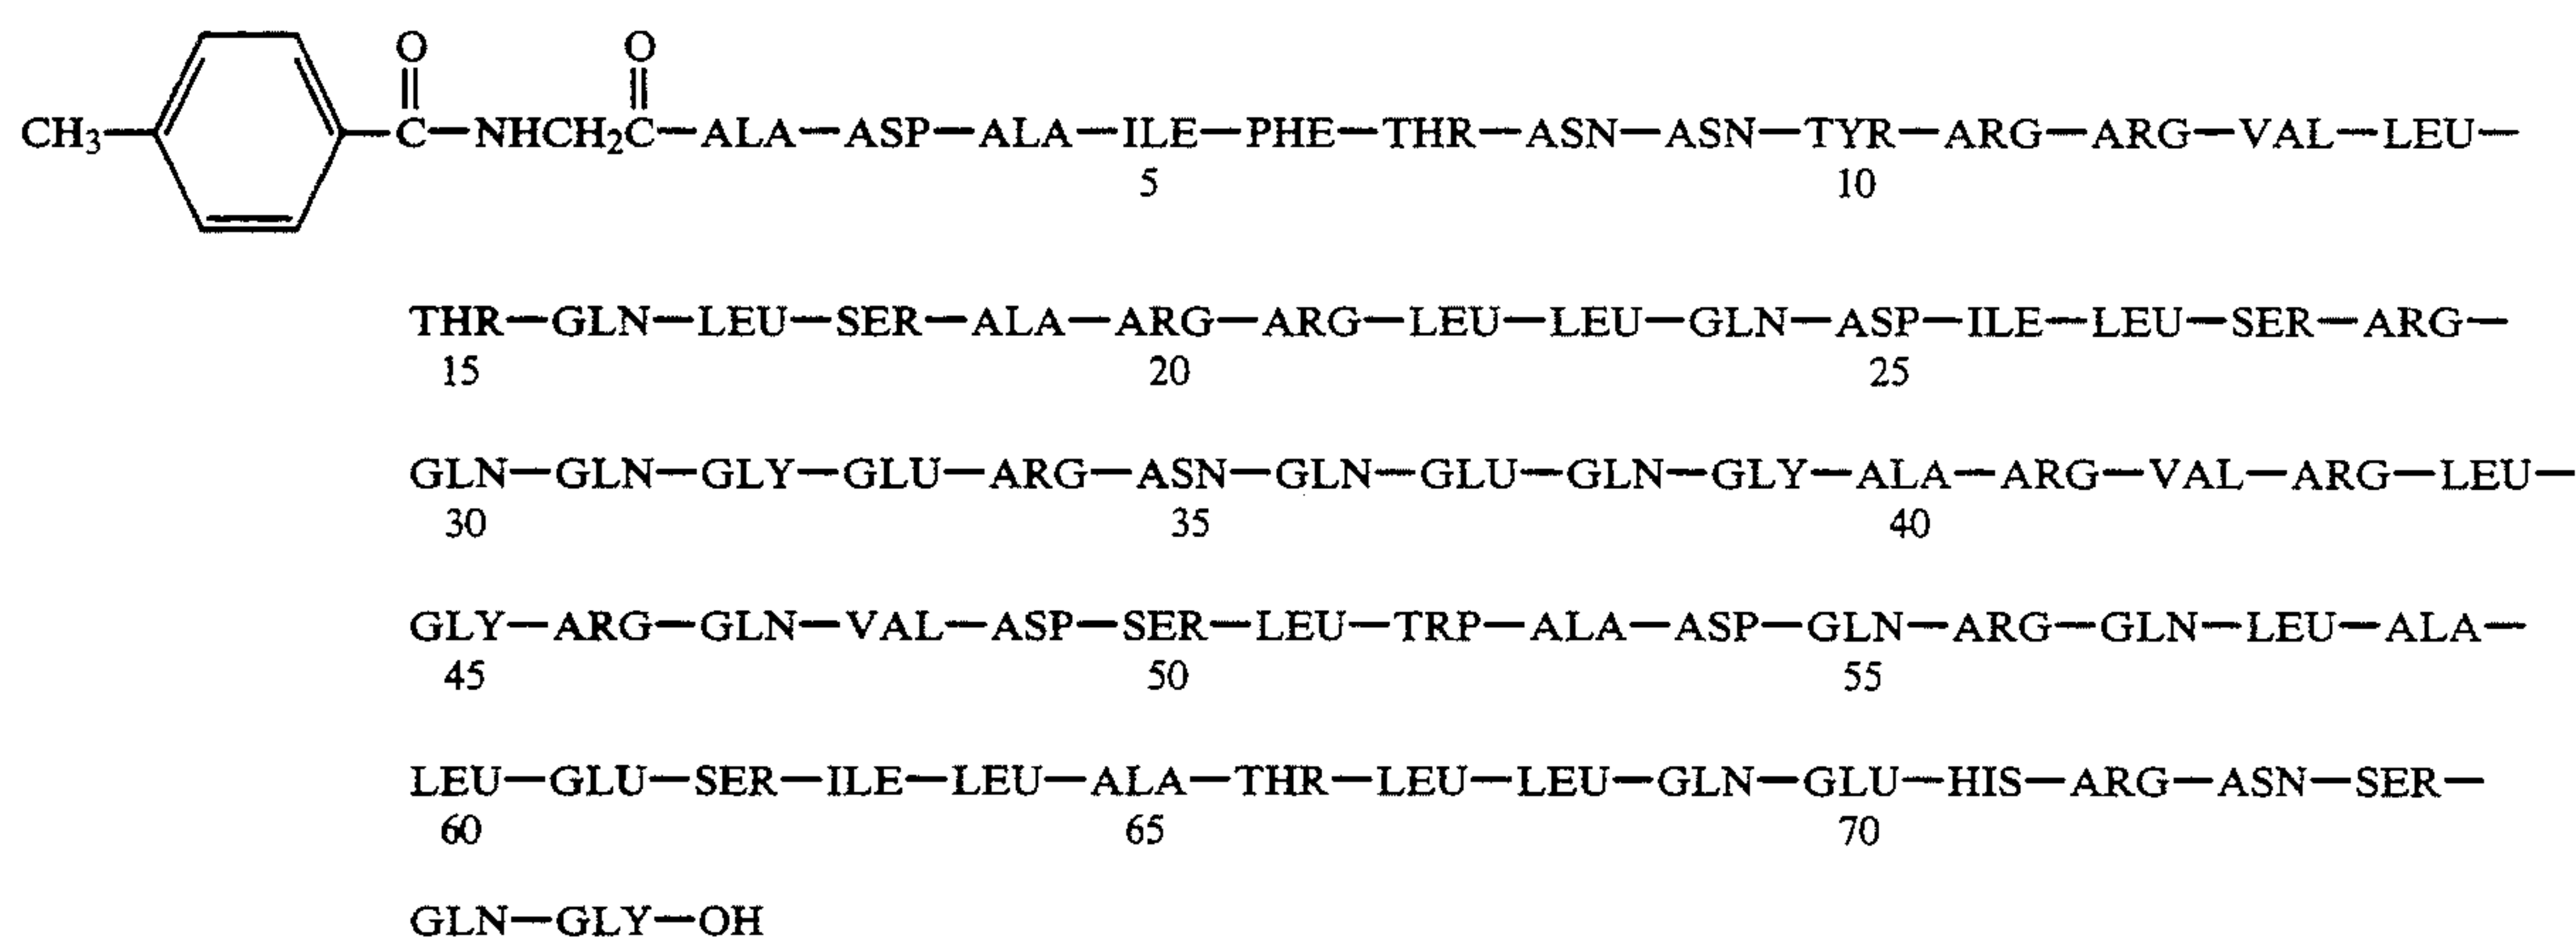 O O
CH₃—C—NHCH₂C—ALA—ASP—ALA—ILE—PHE—THR—ASN—ASN—TYR—ARG—ARG—VAL—LEU—
5 10
THR—GLN—LEU—SER—ALA—ARG—ARG—LEU—LEU—GLN—ASP—ILE—LEU—SER—ARG—
15 20 25
GLN—GLN—GLY—GLU—ARG—ASN—GLN—GLU—GLN—GLY—ALA—ARG—VAL—ARG—LEU—
30 35 40
GLY—ARG—GLN—VAL—ASP—SER—LEU—TRP—ALA—ASP—GLN—ARG—GLN—LEU—ALA—
45 50 55
LEU—GLU—SER—ILE—LEU—ALA—THR—LEU—LEU—GLN—GLU—HIS—ARG—ASN—SER—
60 65 70
GLN—GLY—OH